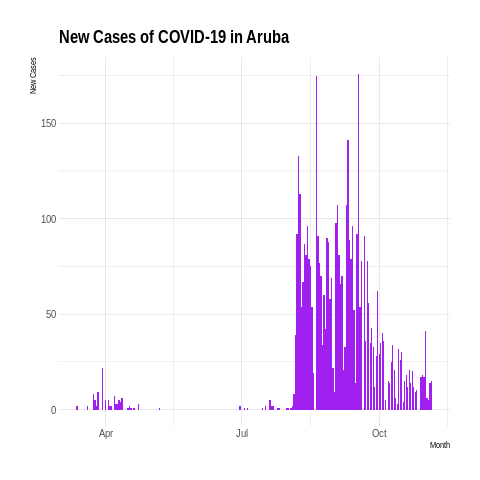 New Cases of COVID-19 in Aruba
New Cases
150
100
50
0
Apr
Jul
Oct
Month